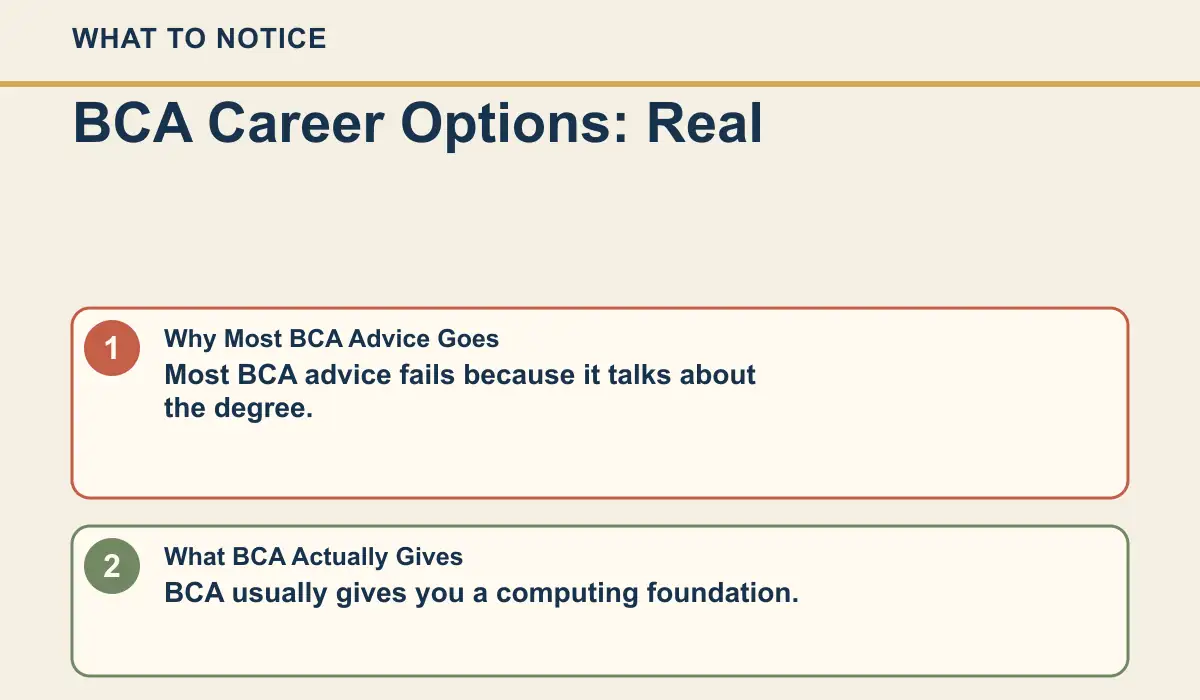 WHAT TO NOTICE
BCA Career Options: Real
1
Why Most BCA Advice Goes
Most BCA advice fails because it talks about
the degree.
2
What BCA Actually Gives
BCA usually gives you a computing foundation.